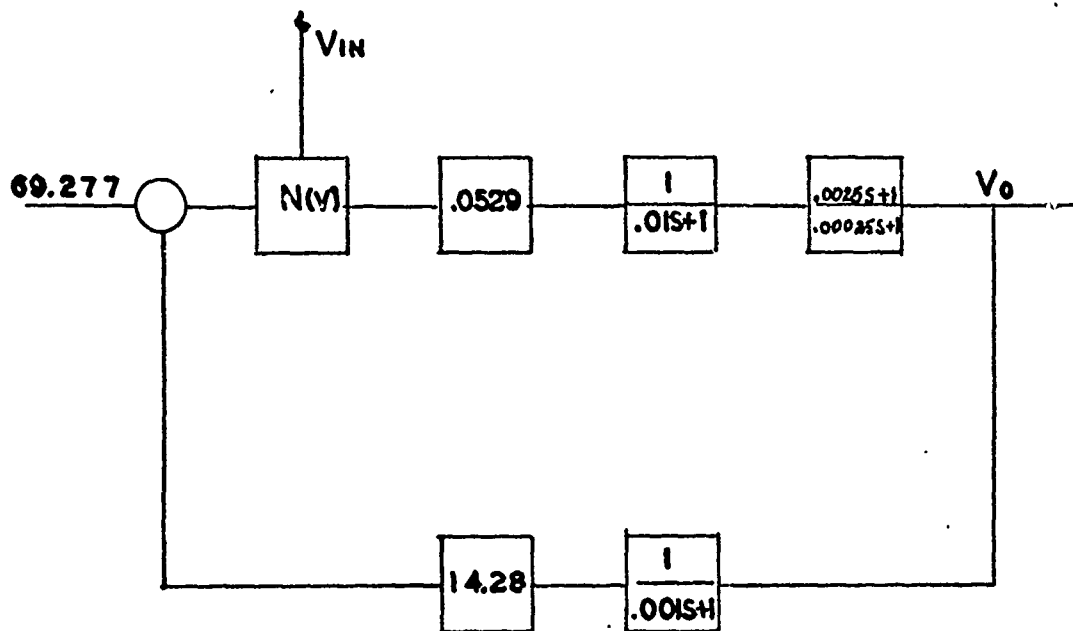 VIN
69.277
N(V)
.0529
1
.01S+1
.0025S+1
.00025S+1
Vo
14.28
1
.001S+1